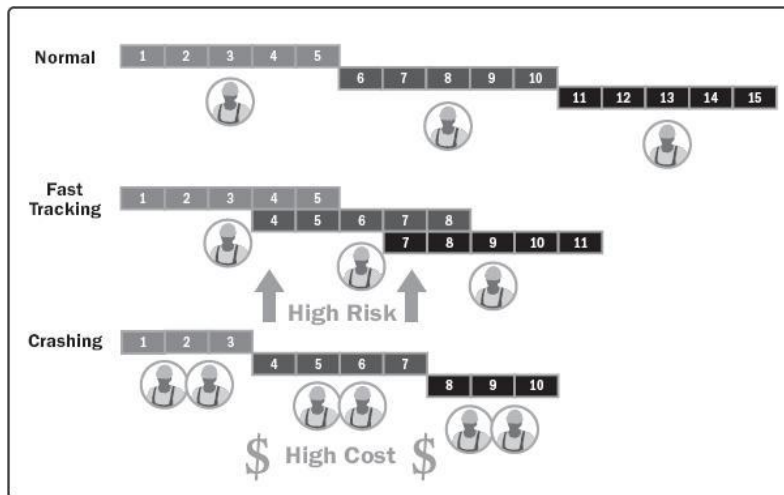 Normal
1 2 3 4 5
6 7 8 9 10
11 12 13 14 15
Fast
Tracking
1 2 3 4 5
4 5 6 7 8
7 8 9 10 11
High Risk
Crashing
1 2 3
4 5 6 7
8 9 10
$ High Cost $